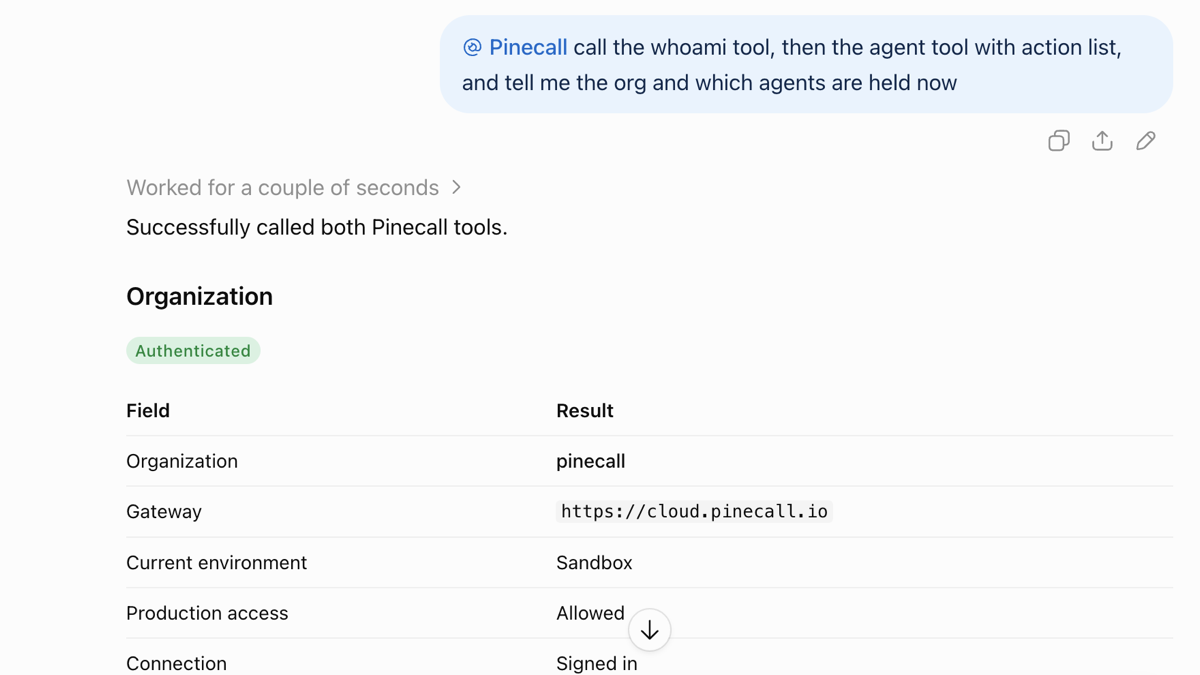 Pinecall call the whoami tool, then the agent tool with action list,
and tell me the org and which agents are held now
Worked for a couple of seconds
Successfully called both Pinecall tools.
Organization
Authenticated
Field Result
Organization pinecall
Gateway https://cloud.pinecall.io
Current environment Sandbox
Production access Allowed
Connection Signed in